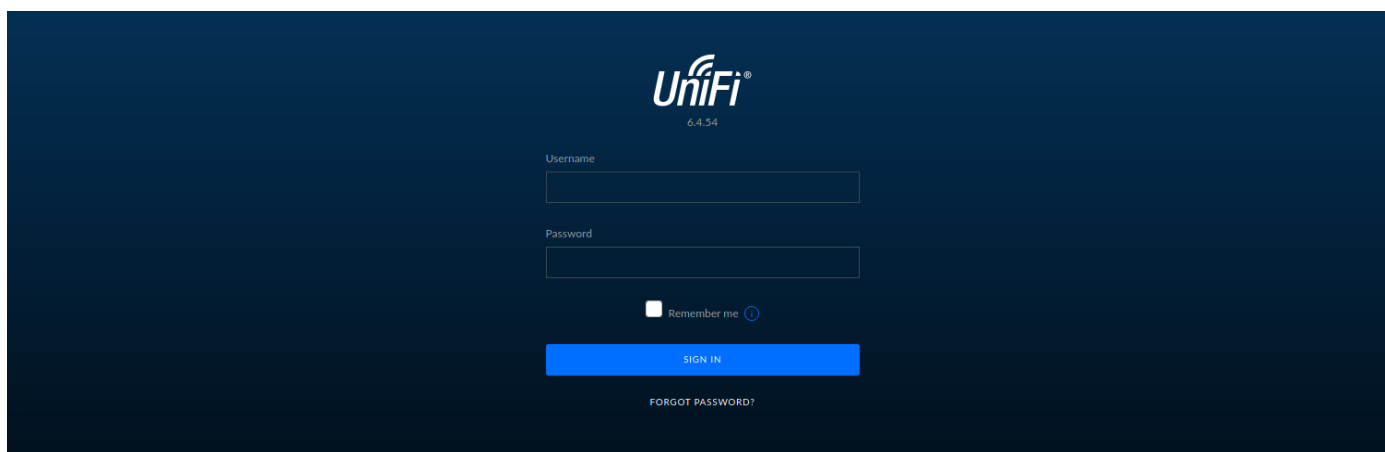 UniFi®
6.4.54
Username
Password
Remember me
SIGN IN
FORGOT PASSWORD?